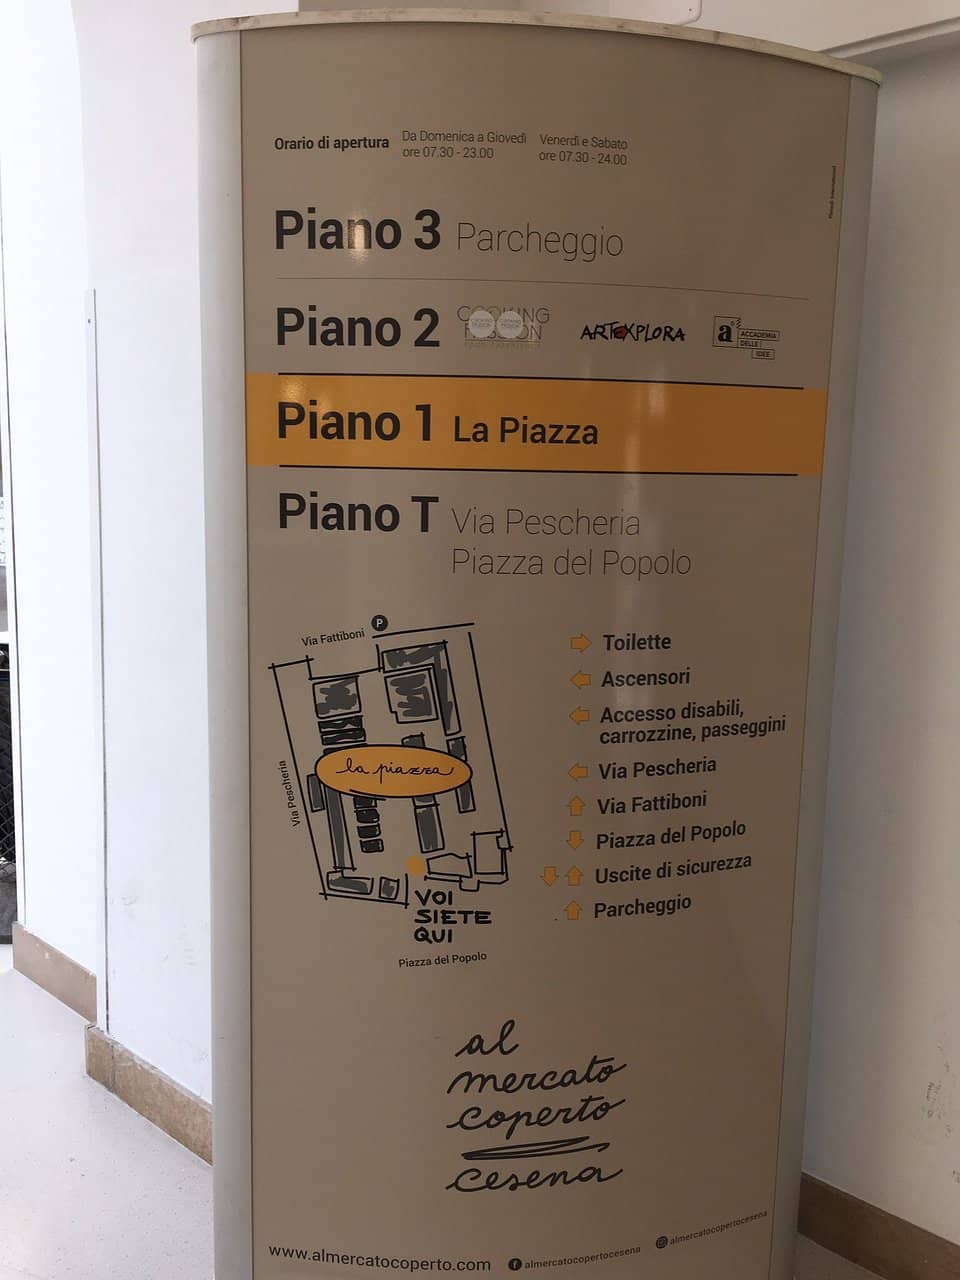 Orario di apertura
Da Domenica a Giovedì
ore 07.30 - 23.00
Venerdì e Sabato
ore 07.30 - 24.00
Piano 3 Parcheggio
Piano 2
COOKING
ARTEXPLORA
a
ACCADEMIA
DELLE
IDEE
Piano 1 La Piazza
Piano T Via Pescheria
Piazza del Popolo
P
Via Fattiboni
Via Pescheria
la piazza
VOI
SIETE
QUI
Piazza del Popolo
Toilette
Ascensori
Accesso disabili,
carrozzine, passeggini
Via Pescheria
Via Fattiboni
Piazza del Popolo
Uscite di sicurezza
Parcheggio
al
mercato
coperto
cesena
www.almercatocoperto.com
almercatocopertocesena
almercatocopertocesena